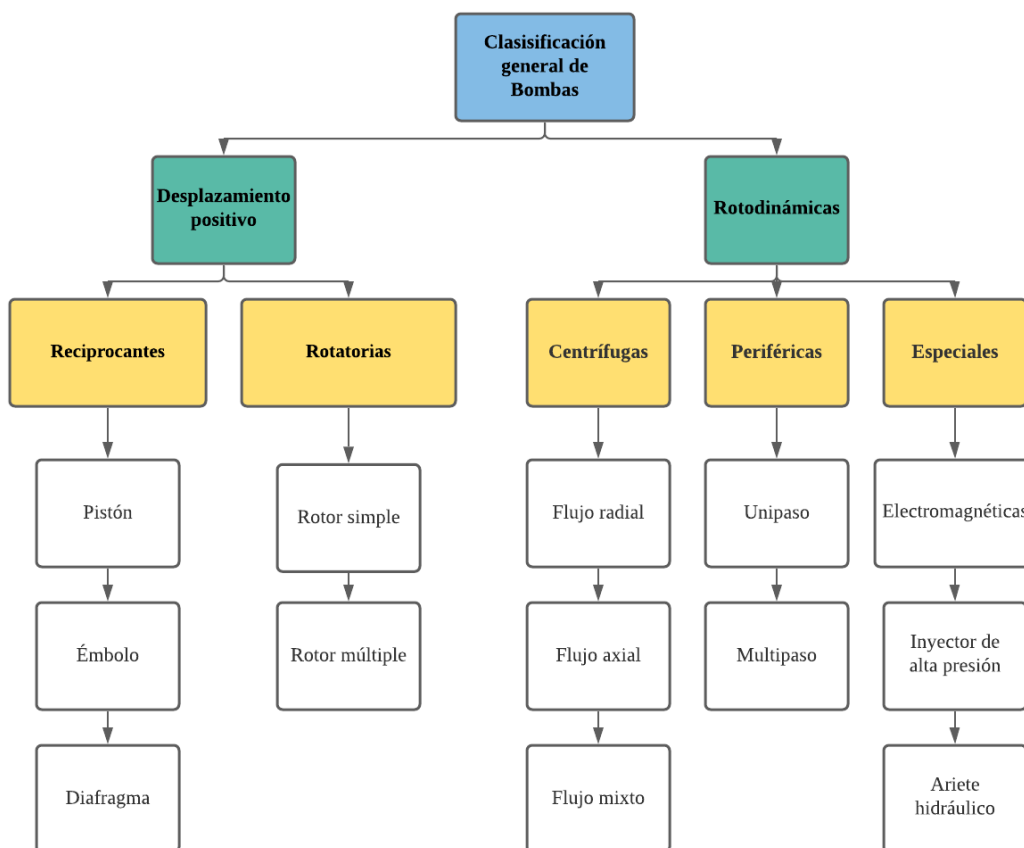 Clasisificación
general de
Bombas
Desplazamiento
positivo
Rotodinámicas
Reciprocantes
Rotatorias
Centrífugas
Periféricas
Especiales
Pistón
Rotor simple
Flujo radial
Unipaso
Electromagnéticas
Émbolo
Rotor múltiple
Flujo axial
Multipaso
Inyector de
alta presión
Diafragma
Flujo mixto
Ariete
hidráulico